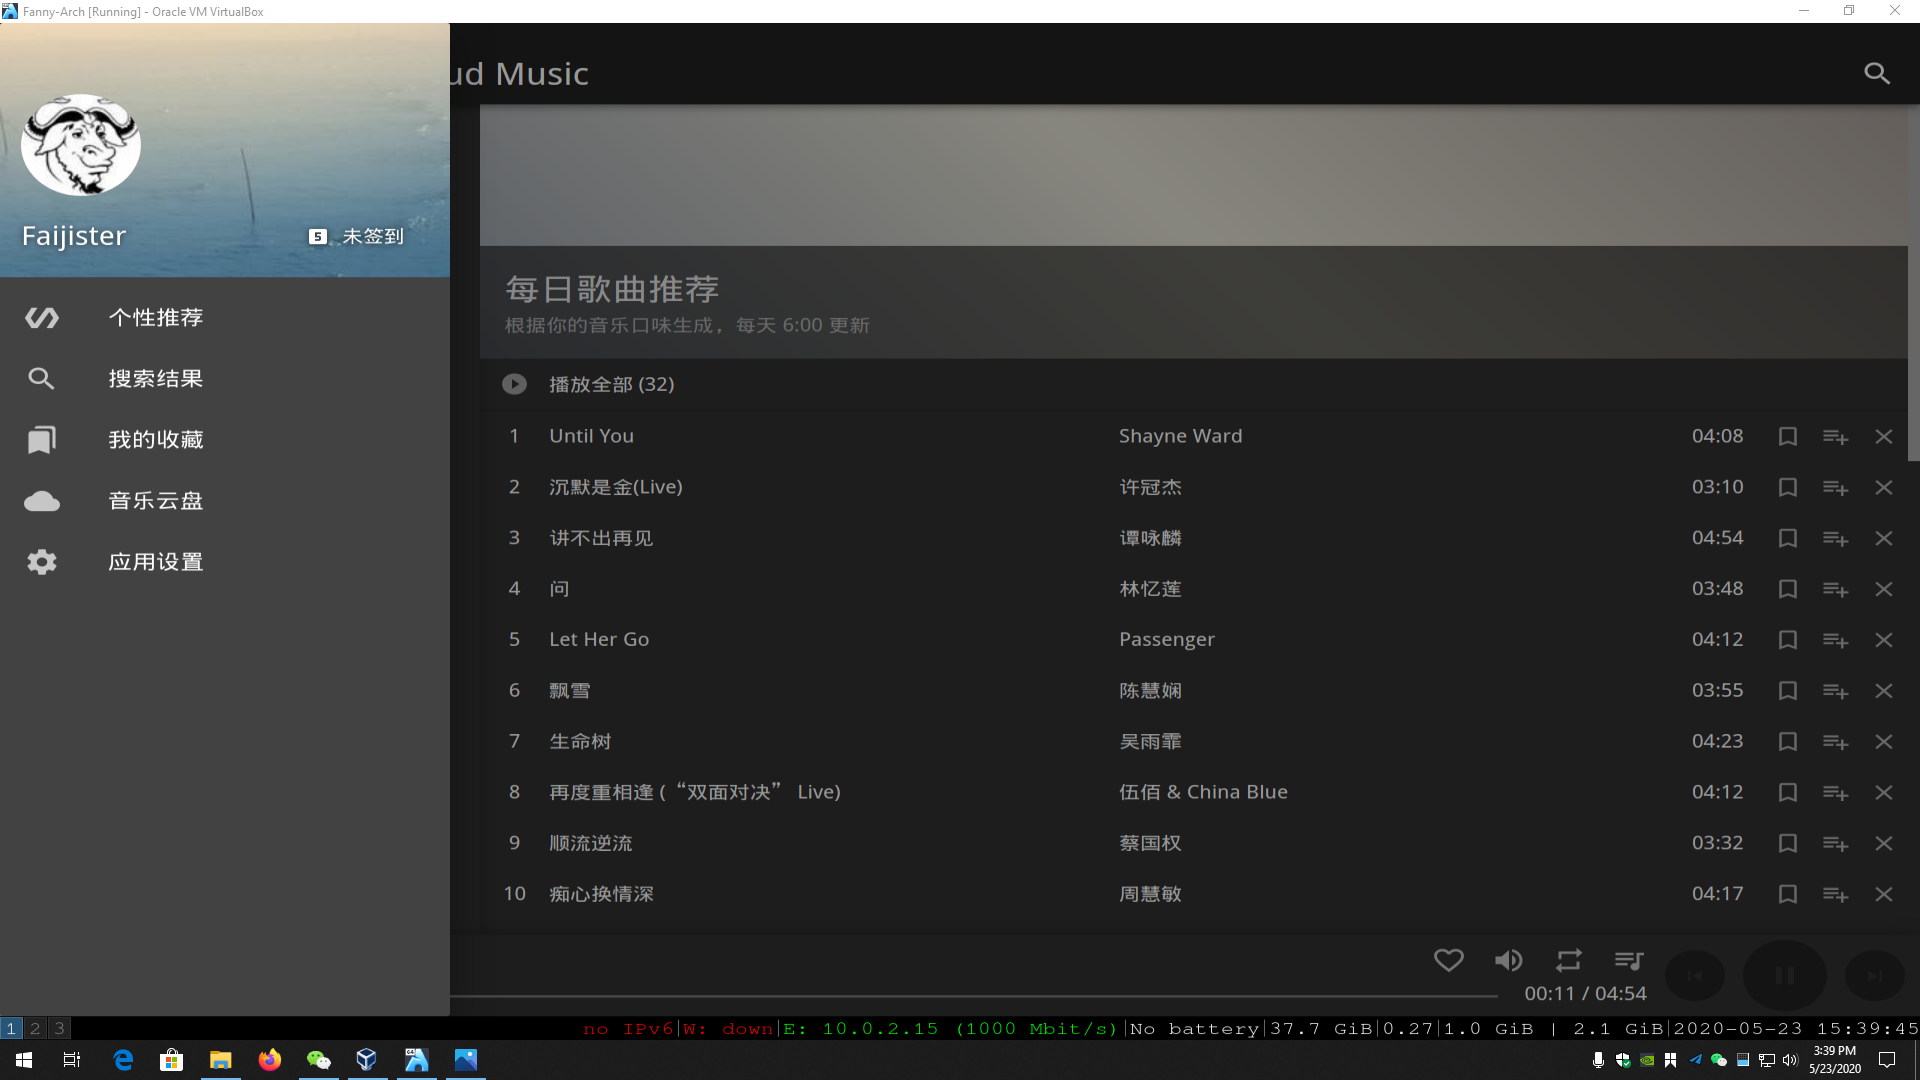 Fanny-Arch [Running] - Oracle VM VirtualBox
ud Music
Faijister
5 未签到
个性推荐
搜索结果
我的收藏
音乐云盘
应用设置
每日歌曲推荐
根据你的音乐口味生成，每天 6:00 更新
播放全部 (32)
1 Until You Shayne Ward 04:08
2 沉默是金(Live) 许冠杰 03:10
3 讲不出再见 谭咏麟 04:54
4 问 林忆莲 03:48
5 Let Her Go Passenger 04:12
6 飘雪 陈慧娴 03:55
7 生命树 吴雨霏 04:23
8 再度重相逢 (“双面对决” Live) 伍佰 & China Blue 04:12
9 顺流逆流 蔡国权 03:32
10 痴心换情深 周慧敏 04:17
00:11 / 04:54
1 2 3
no IPv6|W: down|E: 10.0.2.15 (1000 Mbit/s)|No battery|37.7 GiB|0.27|1.0 GiB | 2.1 GiB|2020-05-23 15:39:45
3:39 PM
5/23/2020